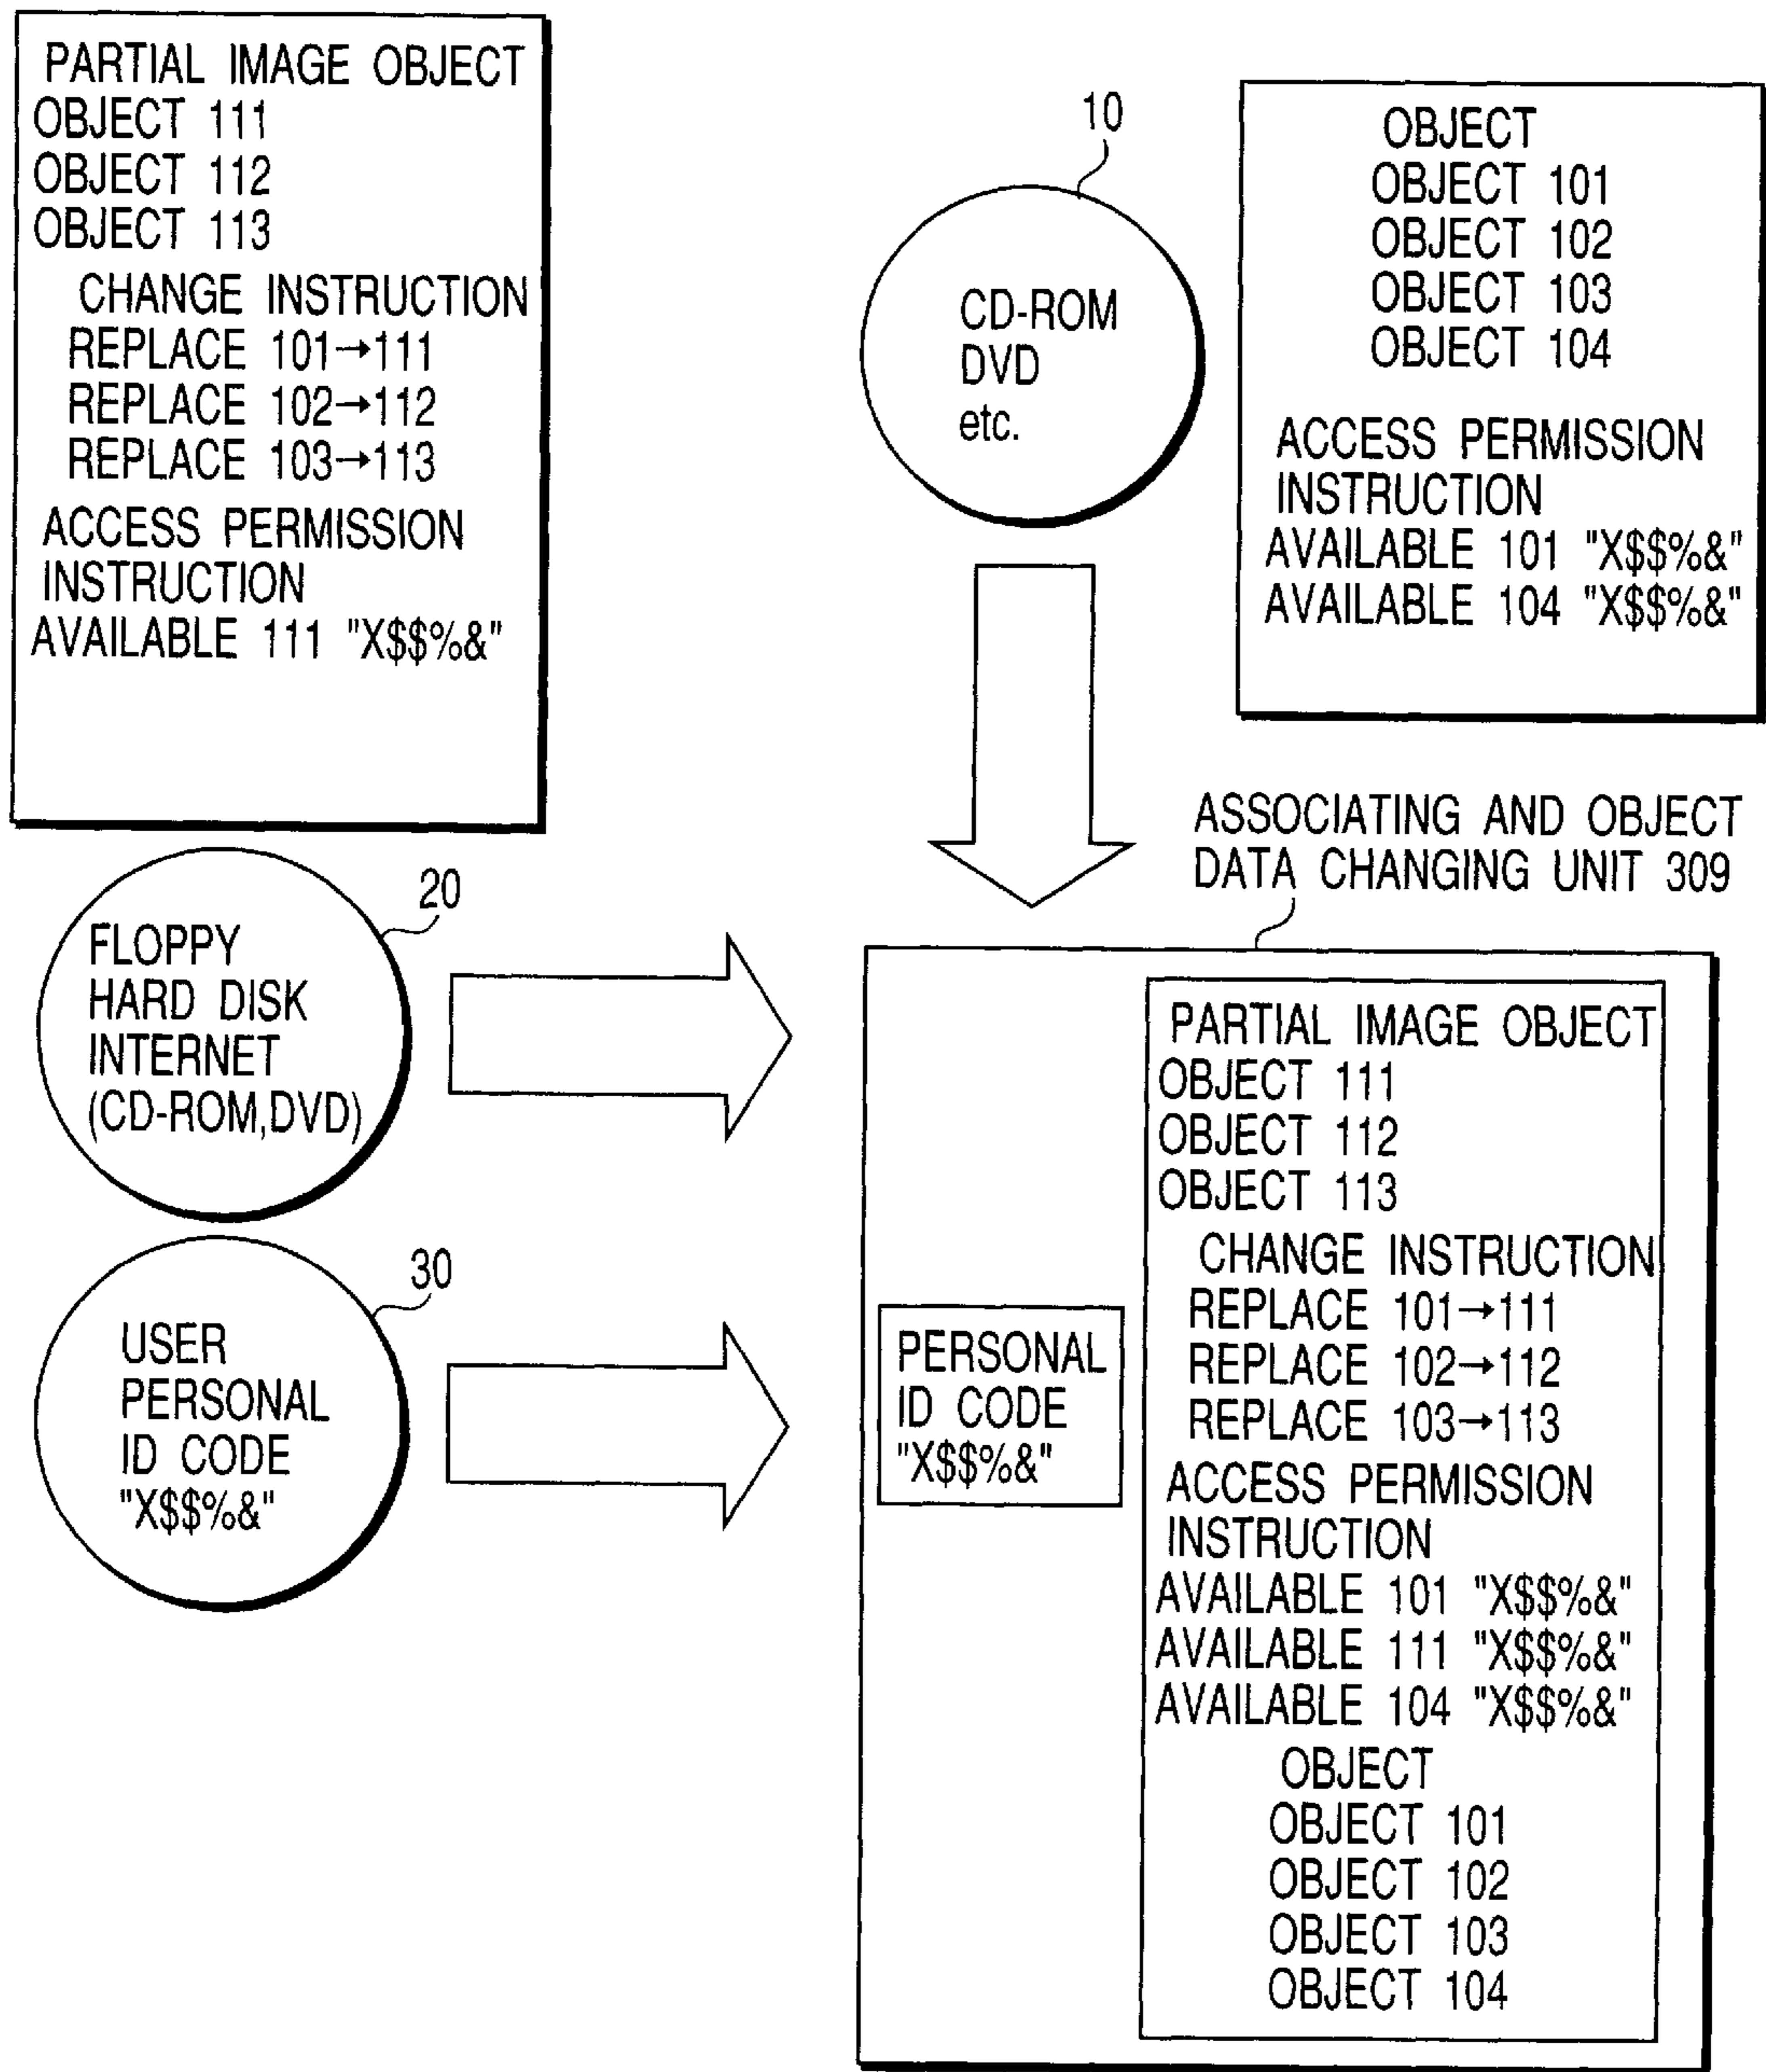 PARTIAL IMAGE OBJECT
OBJECT 111
OBJECT 112
OBJECT 113
CHANGE INSTRUCTION
REPLACE 101→111
REPLACE 102→112
REPLACE 103→113
ACCESS PERMISSION
INSTRUCTION
AVAILABLE 111 "X$$%&"
10
CD-ROM
DVD
etc.
OBJECT
OBJECT 101
OBJECT 102
OBJECT 103
OBJECT 104
ACCESS PERMISSION
INSTRUCTION
AVAILABLE 101 "X$$%&"
AVAILABLE 104 "X$$%&"
20
FLOPPY
HARD DISK
INTERNET
(CD-ROM,DVD)
30
USER
PERSONAL
ID CODE
"X$$%&"
ASSOCIATING AND OBJECT
DATA CHANGING UNIT 309
PERSONAL
ID CODE
"X$$%&"
PARTIAL IMAGE OBJECT
OBJECT 111
OBJECT 112
OBJECT 113
CHANGE INSTRUCTION
REPLACE 101→111
REPLACE 102→112
REPLACE 103→113
ACCESS PERMISSION
INSTRUCTION
AVAILABLE 101 "X$$%&"
AVAILABLE 111 "X$$%&"
AVAILABLE 104 "X$$%&"
OBJECT
OBJECT 101
OBJECT 102
OBJECT 103
OBJECT 104